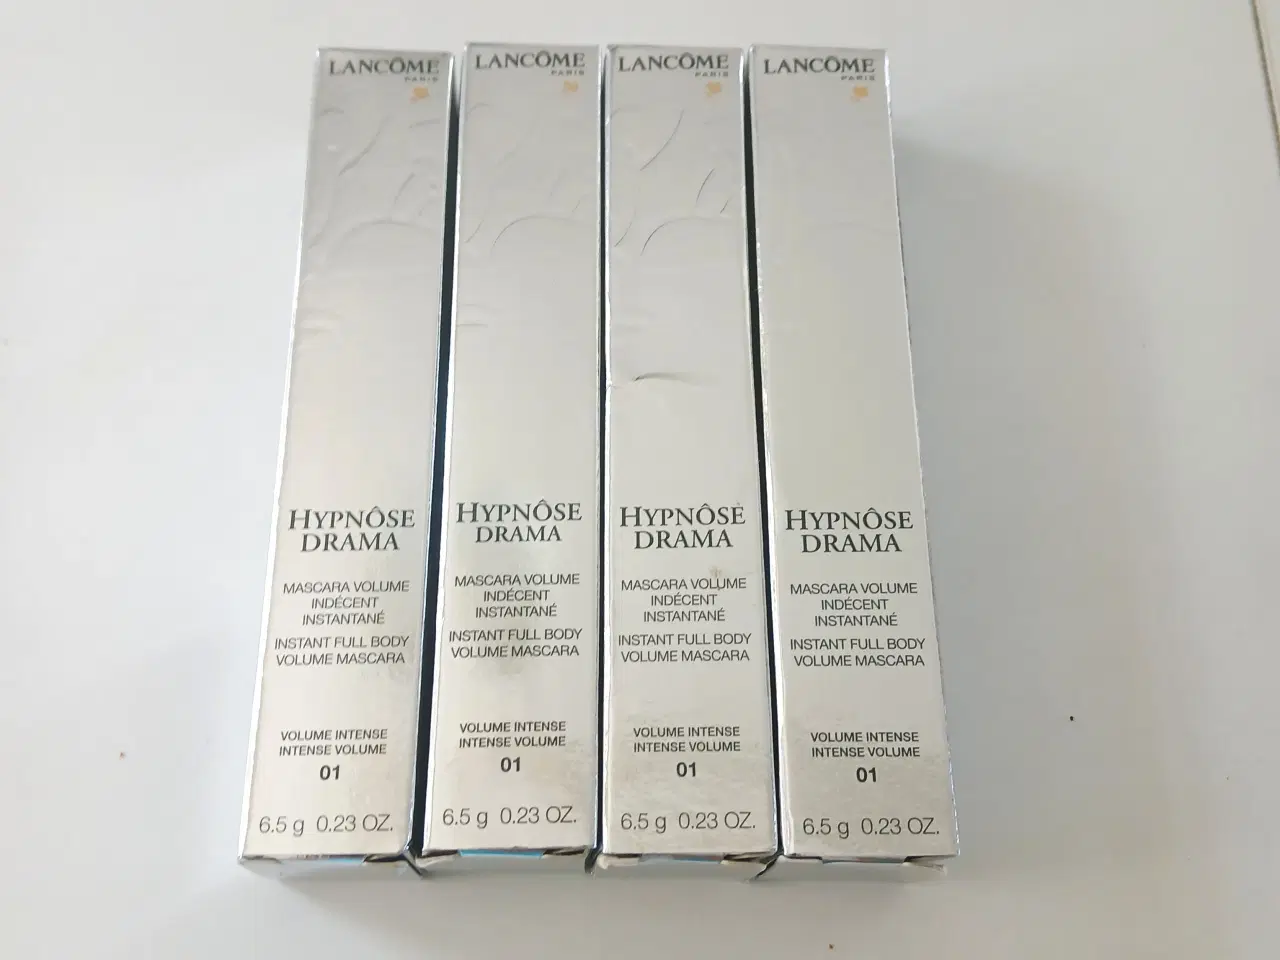 LANCÔME
PARIS
HYPNÔSE
DRAMA
MASCARA VOLUME
INDÉCENT
INSTANTANÉ
INSTANT FULL BODY
VOLUME MASCARA
VOLUME INTENSE
INTENSE VOLUME
01
6.5 g 0.23 OZ.
LANCÔME
PARIS
HYPNÔSE
DRAMA
MASCARA VOLUME
INDÉCENT
INSTANTANÉ
INSTANT FULL BODY
VOLUME MASCARA
VOLUME INTENSE
INTENSE VOLUME
01
6.5 g 0.23 OZ.
LANCÔME
PARIS
HYPNÔSE
DRAMA
MASCARA VOLUME
INDÉCENT
INSTANTANÉ
INSTANT FULL BODY
VOLUME MASCARA
VOLUME INTENSE
INTENSE VOLUME
01
6.5 g 0.23 OZ.
LANCÔME
PARIS
HYPNÔSE
DRAMA
MASCARA VOLUME
INDÉCENT
INSTANTANÉ
INSTANT FULL BODY
VOLUME MASCARA
VOLUME INTENSE
INTENSE VOLUME
01
6.5 g 0.23 OZ.